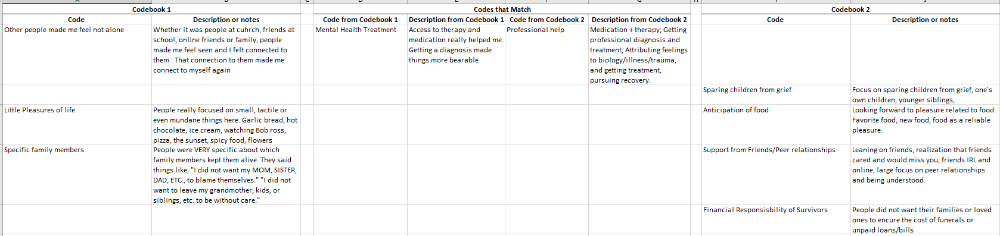 Codebook 1
Codes that Match
Codebook 2
Code
Description or notes
Code from Codebook 1
Description from Codebook 1
Code from Codebook 2
Description from Codebook 2
Code
Description or notes
Other people made me feel not alone
Whether it was people at cuhrch, friends at
school, online friends or family, people
made me feel seen and I felt connected to
them . That connection to them made me
connect to myself again
Mental Health Treatment
Access to therapy and
medication really helped me.
Getting a diagnosis made
things more bearable
Professional help
Medication + therapy; Getting
professional diagnosis and
treatment; Attributing feelings
to biology/illness/trauma,
and getting treatment,
pursuing recovery.
Sparing children from grief
Focus on sparing children from grief, one's
own children, younger siblings,
Little Pleasures of life
People really focused on small, tactile or
even mundane things here. Garlic bread, hot
chocolate, ice cream, watching Bob ross,
pizza, the sunset, spicy food, flowers
Anticipation of food
Looking forward to pleasure related to food.
Favorite food, new food, food as a reliable
pleasure.
Specific family members
People were VERY specific about which
family members kept them alive. They said
things like, "I did not want my MOM, SISTER,
DAD, ETC., to blame themselves." "I did not
want to leave my grandmother, kids, or
siblings, etc. to be without care."
Support from Friends/Peer relationships
Leaning on friends, realization that friends
cared and would miss you, friends IRL and
online, large focus on peer relationships
and being understood.
Financial Responsisbility of Survivors
People did not want their families or loved
ones to encure the cost of funerals or
unpaid loans/bills